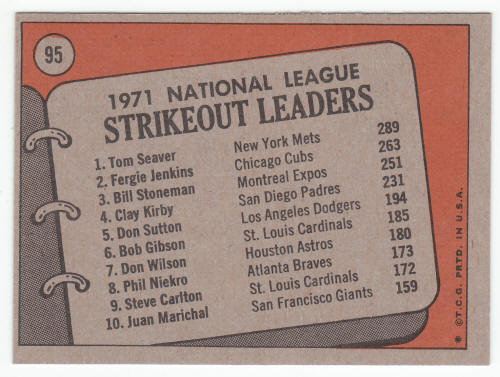 95
1971 NATIONAL LEAGUE
STRIKEOUT LEADERS
1. Tom Seaver New York Mets 289
2. Fergie Jenkins Chicago Cubs 263
3. Bill Stoneman Montreal Expos 251
4. Clay Kirby San Diego Padres 231
5. Don Sutton Los Angeles Dodgers 194
6. Bob Gibson St. Louis Cardinals 185
7. Don Wilson Houston Astros 180
8. Phil Niekro Atlanta Braves 173
9. Steve Carlton St. Louis Cardinals 172
10. Juan Marichal San Francisco Giants 159
✱ ©T.C.G. PRTD. IN U.S.A.